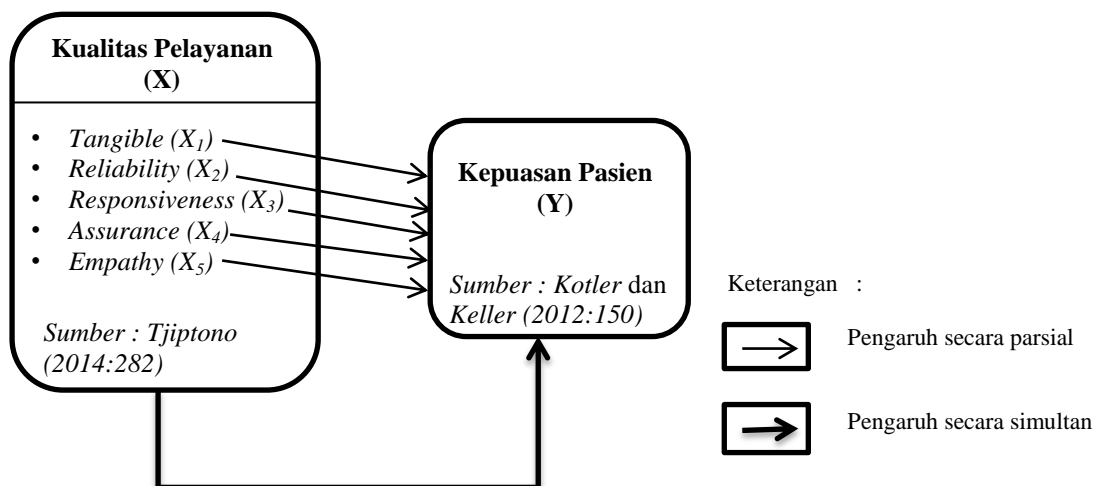 Kualitas Pelayanan
(X)
• Tangible (X₁)
• Reliability (X₂)
• Responsiveness (X₃)
• Assurance (X₄)
• Empathy (X₅)
Sumber : Tjiptono
(2014:282)
Kepuasan Pasien
(Y)
Sumber : Kotler dan
Keller (2012:150)
Keterangan :
Pengaruh secara parsial
Pengaruh secara simultan